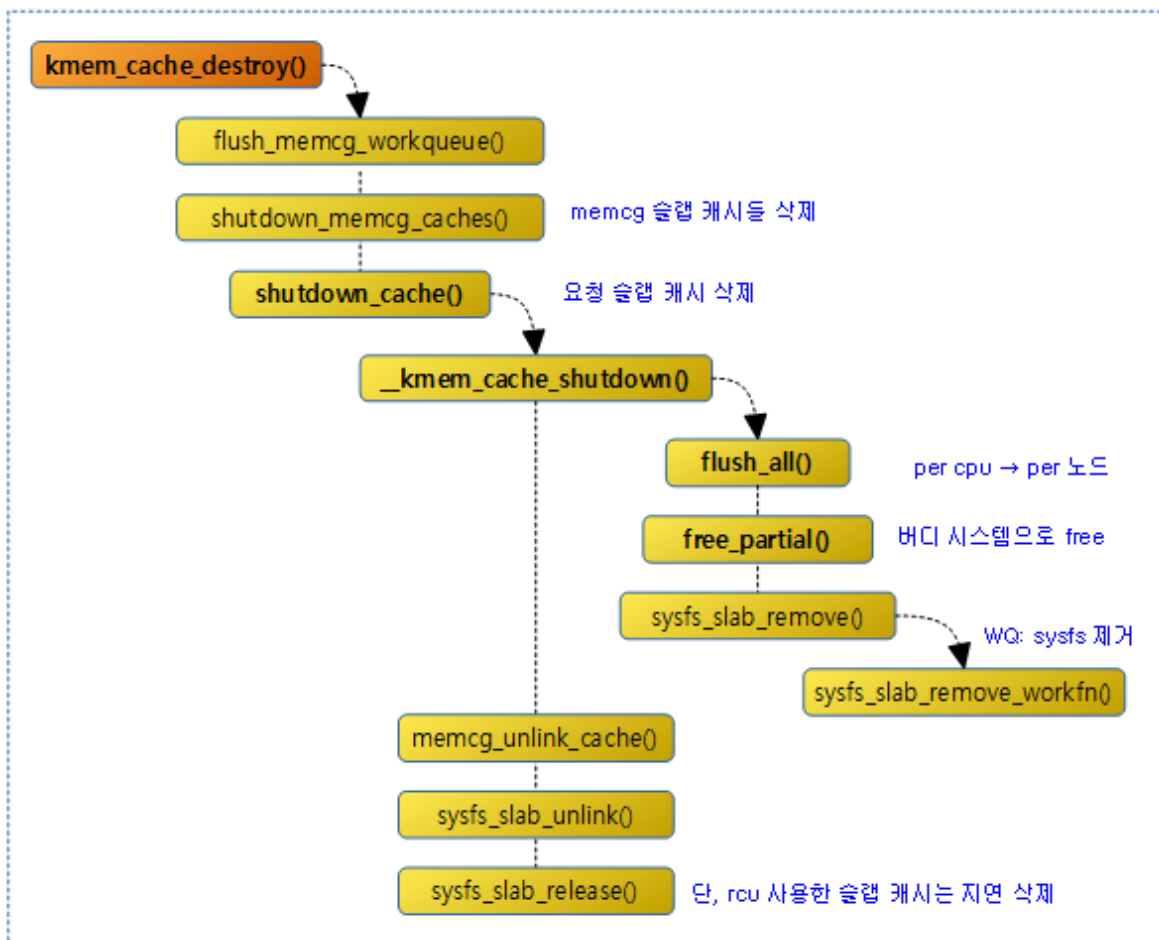 kmem_cache_destroy()
flush_memcg_workqueue()
shutdown_memcg_caches()
memcg 슬랩 캐시들 삭제
shutdown_cache()
요청 슬랩 캐시 삭제
__kmem_cache_shutdown()
flush_all()
per cpu → per 노드
free_partial()
버디 시스템으로 free
sysfs_slab_remove()
WQ: sysfs 제거
sysfs_slab_remove_workfn()
memcg_unlink_cache()
sysfs_slab_unlink()
sysfs_slab_release()
단, rcu 사용한 슬랩 캐시는 지연 삭제